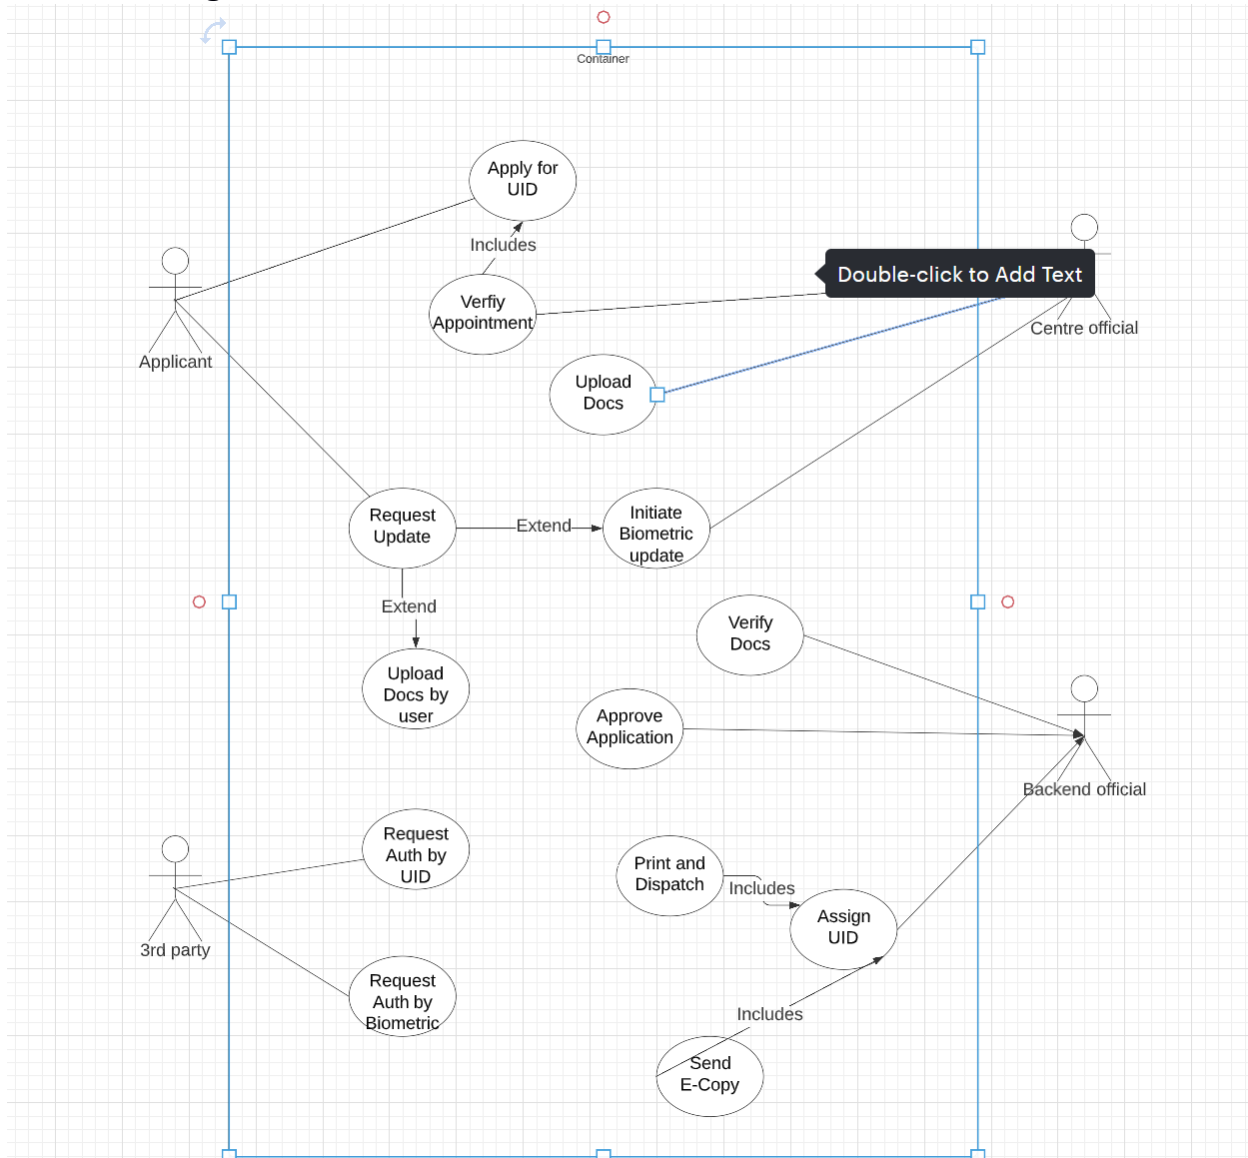 Container
Apply for
UID
Includes
Verfiy
Appointment
Double-click to Add Text
Centre official
Applicant
Upload
Docs
Request
Update
Extend
Initiate
Biometric
update
Extend
Verify
Docs
Upload
Docs by
user
Approve
Application
Backend official
Request
Auth by
UID
Print and
Dispatch
Includes
Assign
UID
3rd party
Request
Auth by
Biometric
Includes
Send
E-Copy